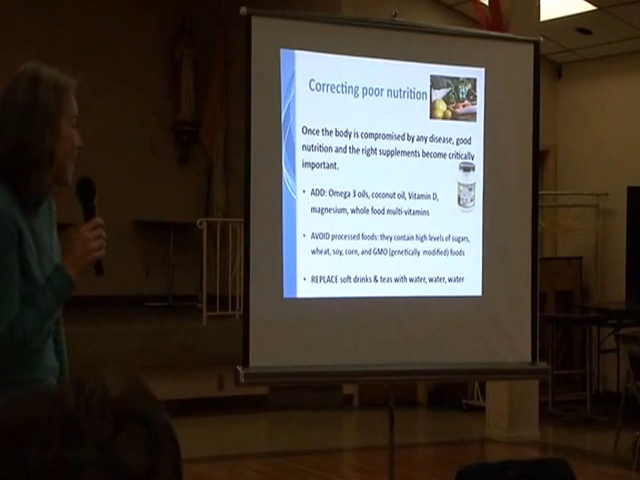 Correcting poor nutrition
Once the body is compromised by any disease, good
nutrition and the right supplements become critically
important.
• ADD: Omega 3 oils, coconut oil, Vitamin D,
magnesium, whole food multi-vitamins
• AVOID processed foods: they contain high levels of sugars,
wheat, soy, corn, and GMO (genetically modified) foods
• REPLACE soft drinks & teas with water, water, water